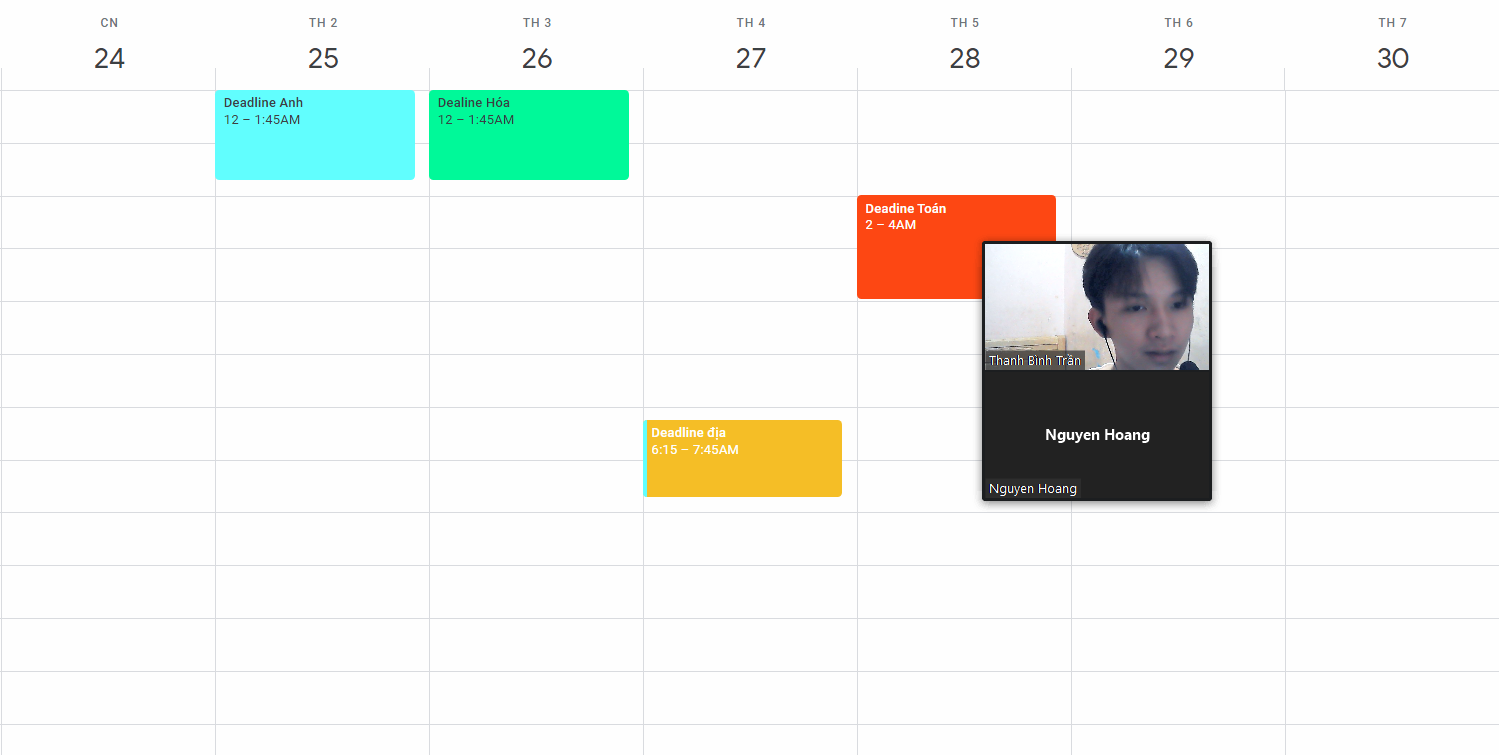 CN
TH 2
TH 3
TH 4
TH 5
TH 6
TH 7
24
25
26
27
28
29
30
Deadline Anh
12 – 1:45AM
Dealine Hóa
12 – 1:45AM
Deadine Toán
2 – 4AM
Thanh Bình Trần
Deadline địa
6:15 – 7:45AM
Nguyen Hoang
Nguyen Hoang